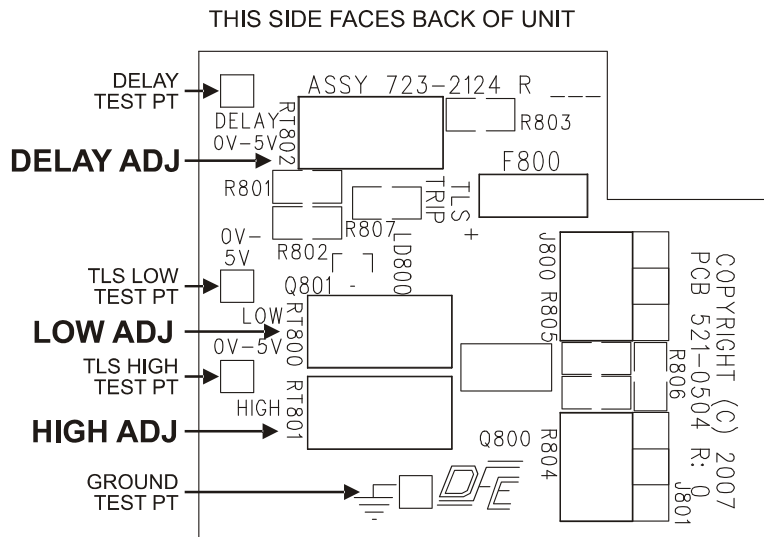 THIS SIDE FACES BACK OF UNIT
DELAY
TEST PT
ASSY 723-2124 R ___
DELAY
0V-5V
RT802
R803
DELAY ADJ
R801
TLS +
TRIP
F800
R807
R802
0V-
5V
LD800
Q801
TLS LOW
TEST PT
LOW
RT800
LOW ADJ
0V-5V
TLS HIGH
TEST PT
RT801
HIGH
HIGH ADJ
J800
R805
R806
Q800
R804
J801
COPYRIGHT (C) 2007
PCB 521-0504 R: 0
GROUND
TEST PT
DFE